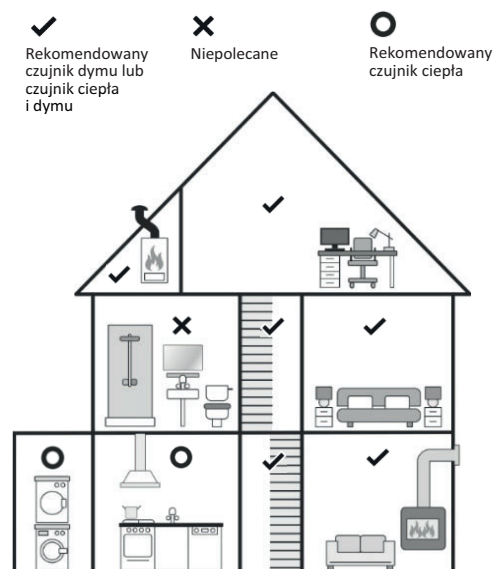 Rekomendowany
czujnik dymu lub
czujnik ciepła
i dymu
Niepolecane
Rekomendowany
czujnik ciepła